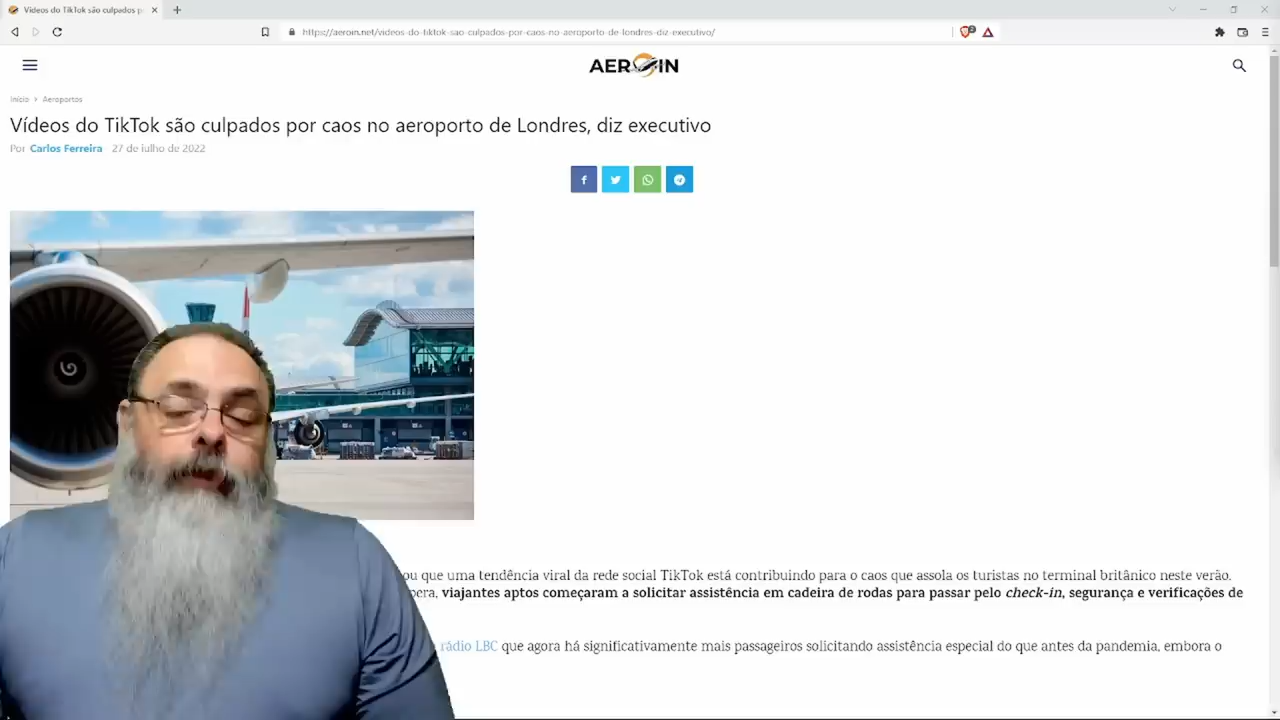 Vídeos do TikTok são culpados p
https://aeroin.net/videos-do-tiktok-sao-culpados-por-caos-no-aeroporto-de-londres-diz-executivo/
AEROIN
Início > Aeroportos
Vídeos do TikTok são culpados por caos no aeroporto de Londres, diz executivo
Por Carlos Ferreira - 27 de julho de 2022
ou que uma tendência viral da rede social TikTok está contribuindo para o caos que assola os turistas no terminal britânico neste verão.
viajantes aptos começaram a solicitar assistência em cadeira de rodas para passar pelo check-in, segurança e verificações de
rádio LBC que agora há significativamente mais passageiros solicitando assistência especial do que antes da pandemia, embora o